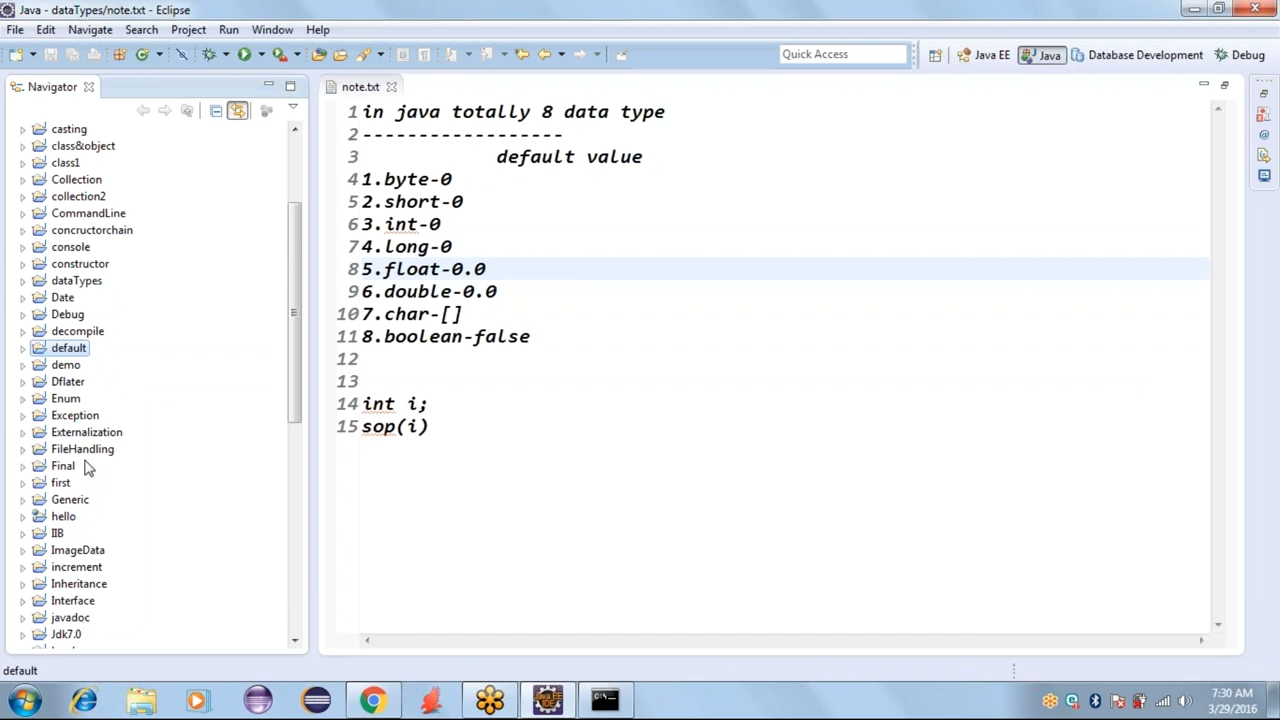 Java - dataTypes/note.txt - Eclipse
File Edit Navigate Search Project Run Window Help
Quick Access
Java EE
Java
Database Development
Debug
Navigator
note.txt
casting
class&object
class1
Collection
collection2
CommandLine
concructorchain
console
constructor
dataTypes
Date
Debug
decompile
default
demo
Dflater
Enum
Exception
Externalization
FileHandling
Final
first
Generic
hello
IIB
ImageData
increment
Inheritance
Interface
javadoc
Jdk7.0
1 in java totally 8 data type
2 ------------------
3 default value
4 1.byte-0
5 2.short-0
6 3.int-0
7 4.long-0
8 5.float-0.0
9 6.double-0.0
10 7.char-[]
11 8.boolean-false
12
13
14 int i;
15 sop(i)
default
Java EE
IDE
7:30 AM
3/29/2016